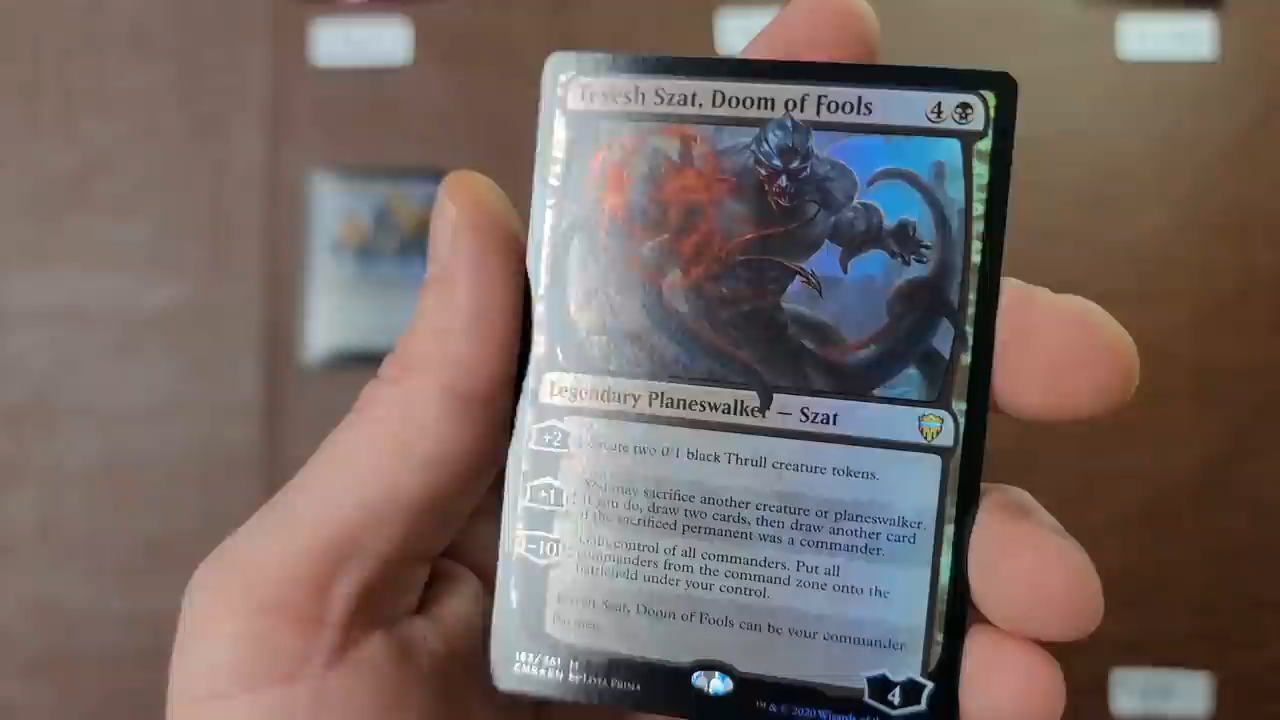 Tevesh Szat, Doom of Fools 4
Legendary Planeswalker — Szat
+2 Create two 0/1 black Thrull creature tokens.
+1 You may sacrifice another creature or planeswalker.
If you do, draw two cards, then draw another card
if the sacrificed permanent was a commander.
−10 Gain control of all commanders. Put all
commanders from the command zone onto the
battlefield under your control.
Tevesh Szat, Doom of Fools can be your commander.
Partner
M
CMR EN
4
™ & © 2020 Wizards of the